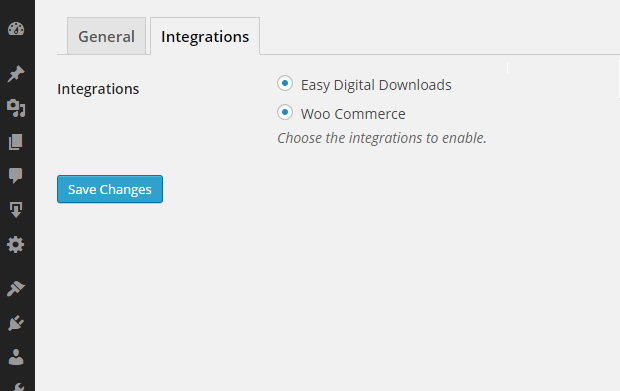 General
Integrations
Integrations
Easy Digital Downloads
Woo Commerce
Choose the integrations to enable.
Save Changes